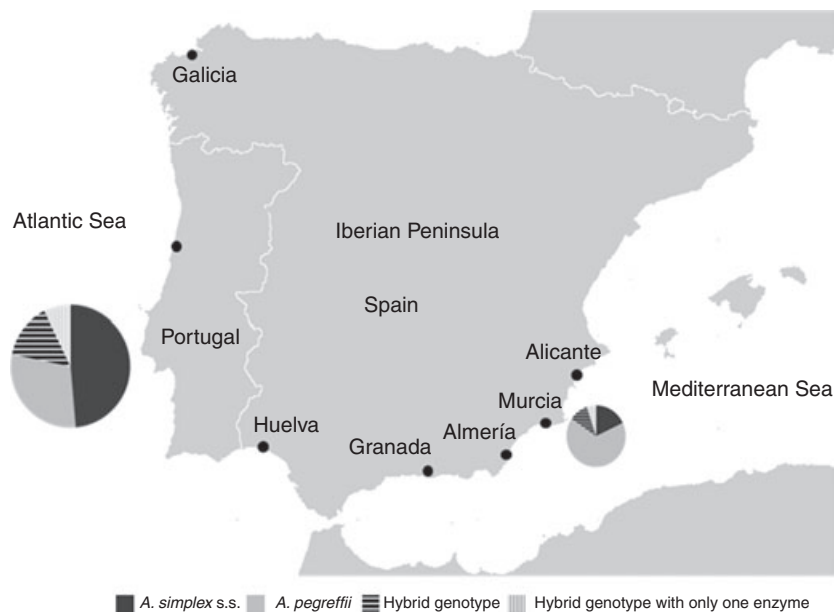 Galicia
Atlantic Sea
Iberian Peninsula
Spain
Portugal
Alicante
Mediterranean Sea
Murcia
Huelva
Almería
Granada
A. simplex s.s. A. pegreffii Hybrid genotype Hybrid genotype with only one enzyme